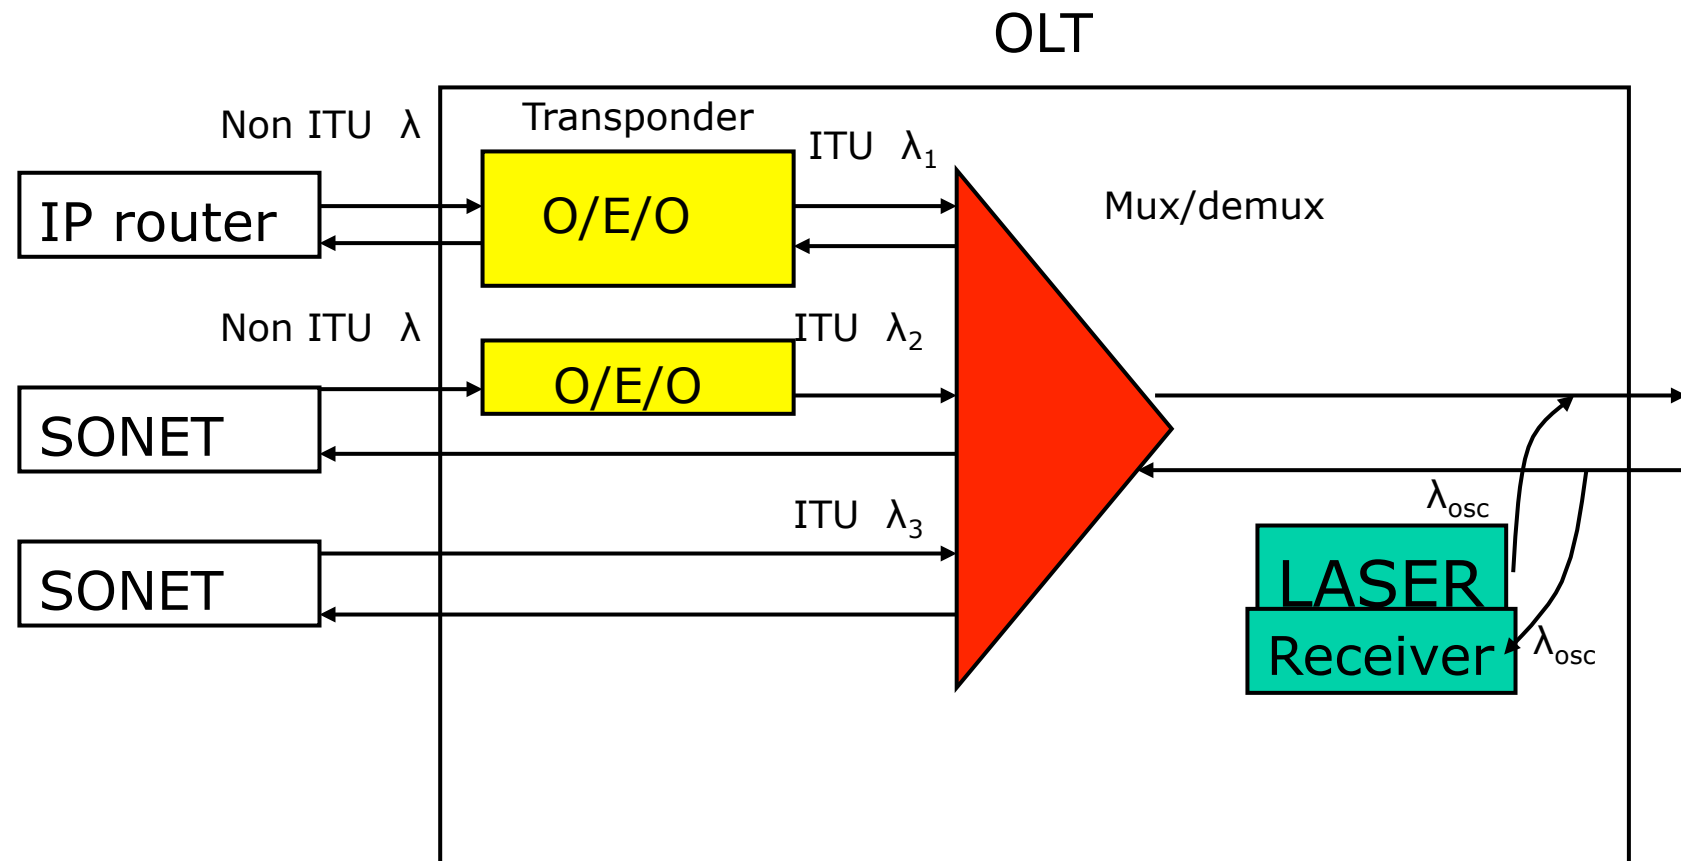 OLT
Non ITU λ
Transponder
ITU λ1
IP router
O/E/O
Mux/demux
Non ITU λ
ITU λ2
O/E/O
SONET
λosc
ITU λ3
SONET
LASER
Receiver
λosc